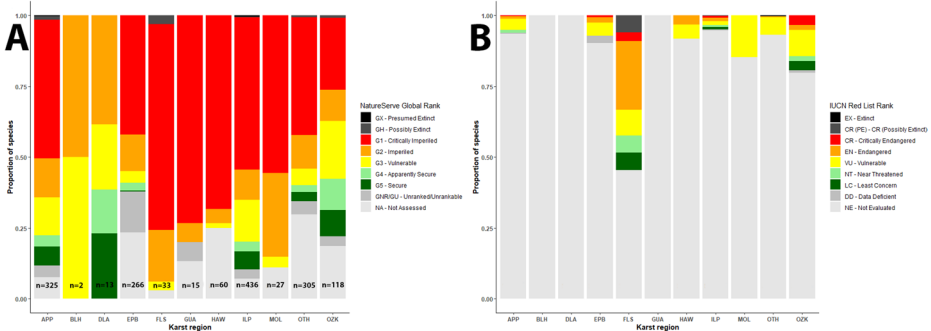 A
Proportion of species
1.00
0.75
0.50
0.25
0.00
n=325 n=2 n=13 n=266 n=33 n=15 n=60 n=436 n=27 n=305 n=118
APP BLH DLA EPB FLS GUA HAW ILP MOL OTH OZK
Karst region
NatureServe Global Rank
GX - Presumed Extinct
GH - Possibly Extinct
G1 - Critically Imperiled
G2 - Imperiled
G3 - Vulnerable
G4 - Apparently Secure
G5 - Secure
GNR/GU - Unranked/Unrankable
NA - Not Assessed
B
Proportion of species
1.00
0.75
0.50
0.25
0.00
APP BLH DLA EPB FLS GUA HAW ILP MOL OTH OZK
Karst region
IUCN Red List Rank
EX - Extinct
CR (PE) - CR (Possibly Extinct)
CR - Critically Endangered
EN - Endangered
VU - Vulnerable
NT - Near Threatened
LC - Least Concern
DD - Data Deficient
NE - Not Evaluated